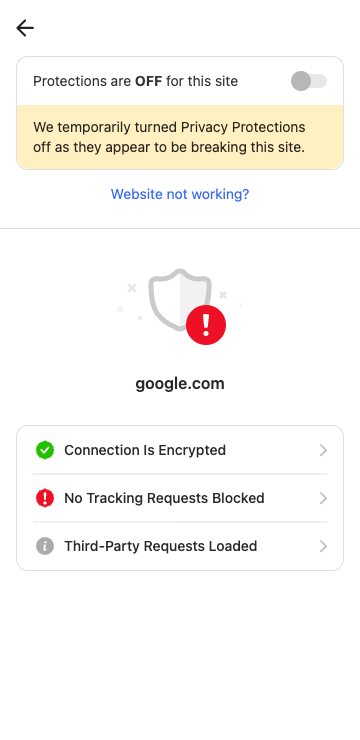 Protections are OFF for this site
We temporarily turned Privacy Protections
off as they appear to be breaking this site.
Website not working?
google.com
Connection Is Encrypted
No Tracking Requests Blocked
Third-Party Requests Loaded